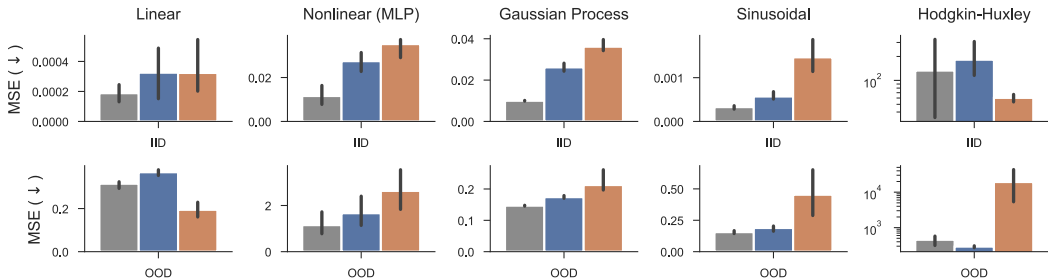 Linear Nonlinear (MLP) Gaussian Process Sinusoidal Hodgkin-Huxley
MSE (↓)
0.0004
0.0002
0.0000
IID
0.02
0.00
IID
0.04
0.02
0.00
IID
0.001
0.000
IID
10²
IID
MSE (↓)
0.2
0.0
OOD
2
0
OOD
0.2
0.1
0.0
OOD
0.50
0.25
0.00
OOD
10⁴
10³
OOD